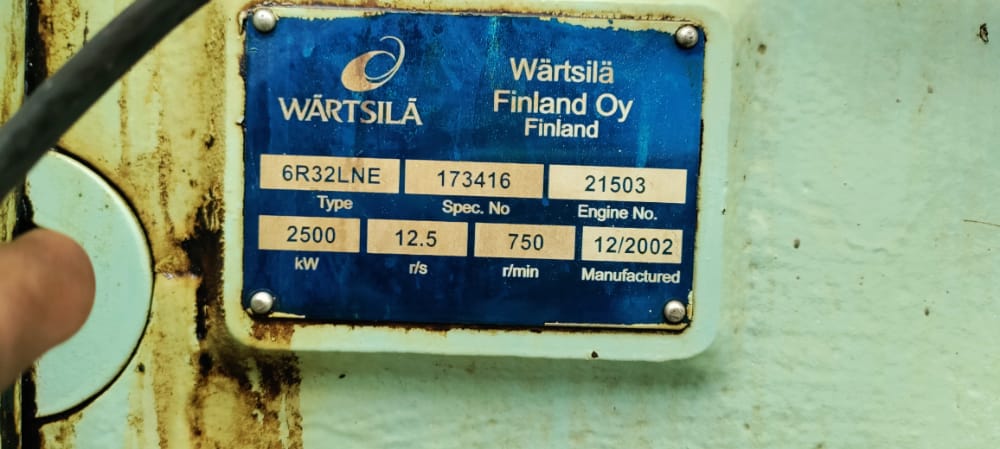 WÄRTSILÄ
Wärtsilä
Finland Oy
Finland
6R32LNE 173416 21503
Type Spec. No Engine No.
2500 12.5 750 12/2002
kW r/s r/min Manufactured